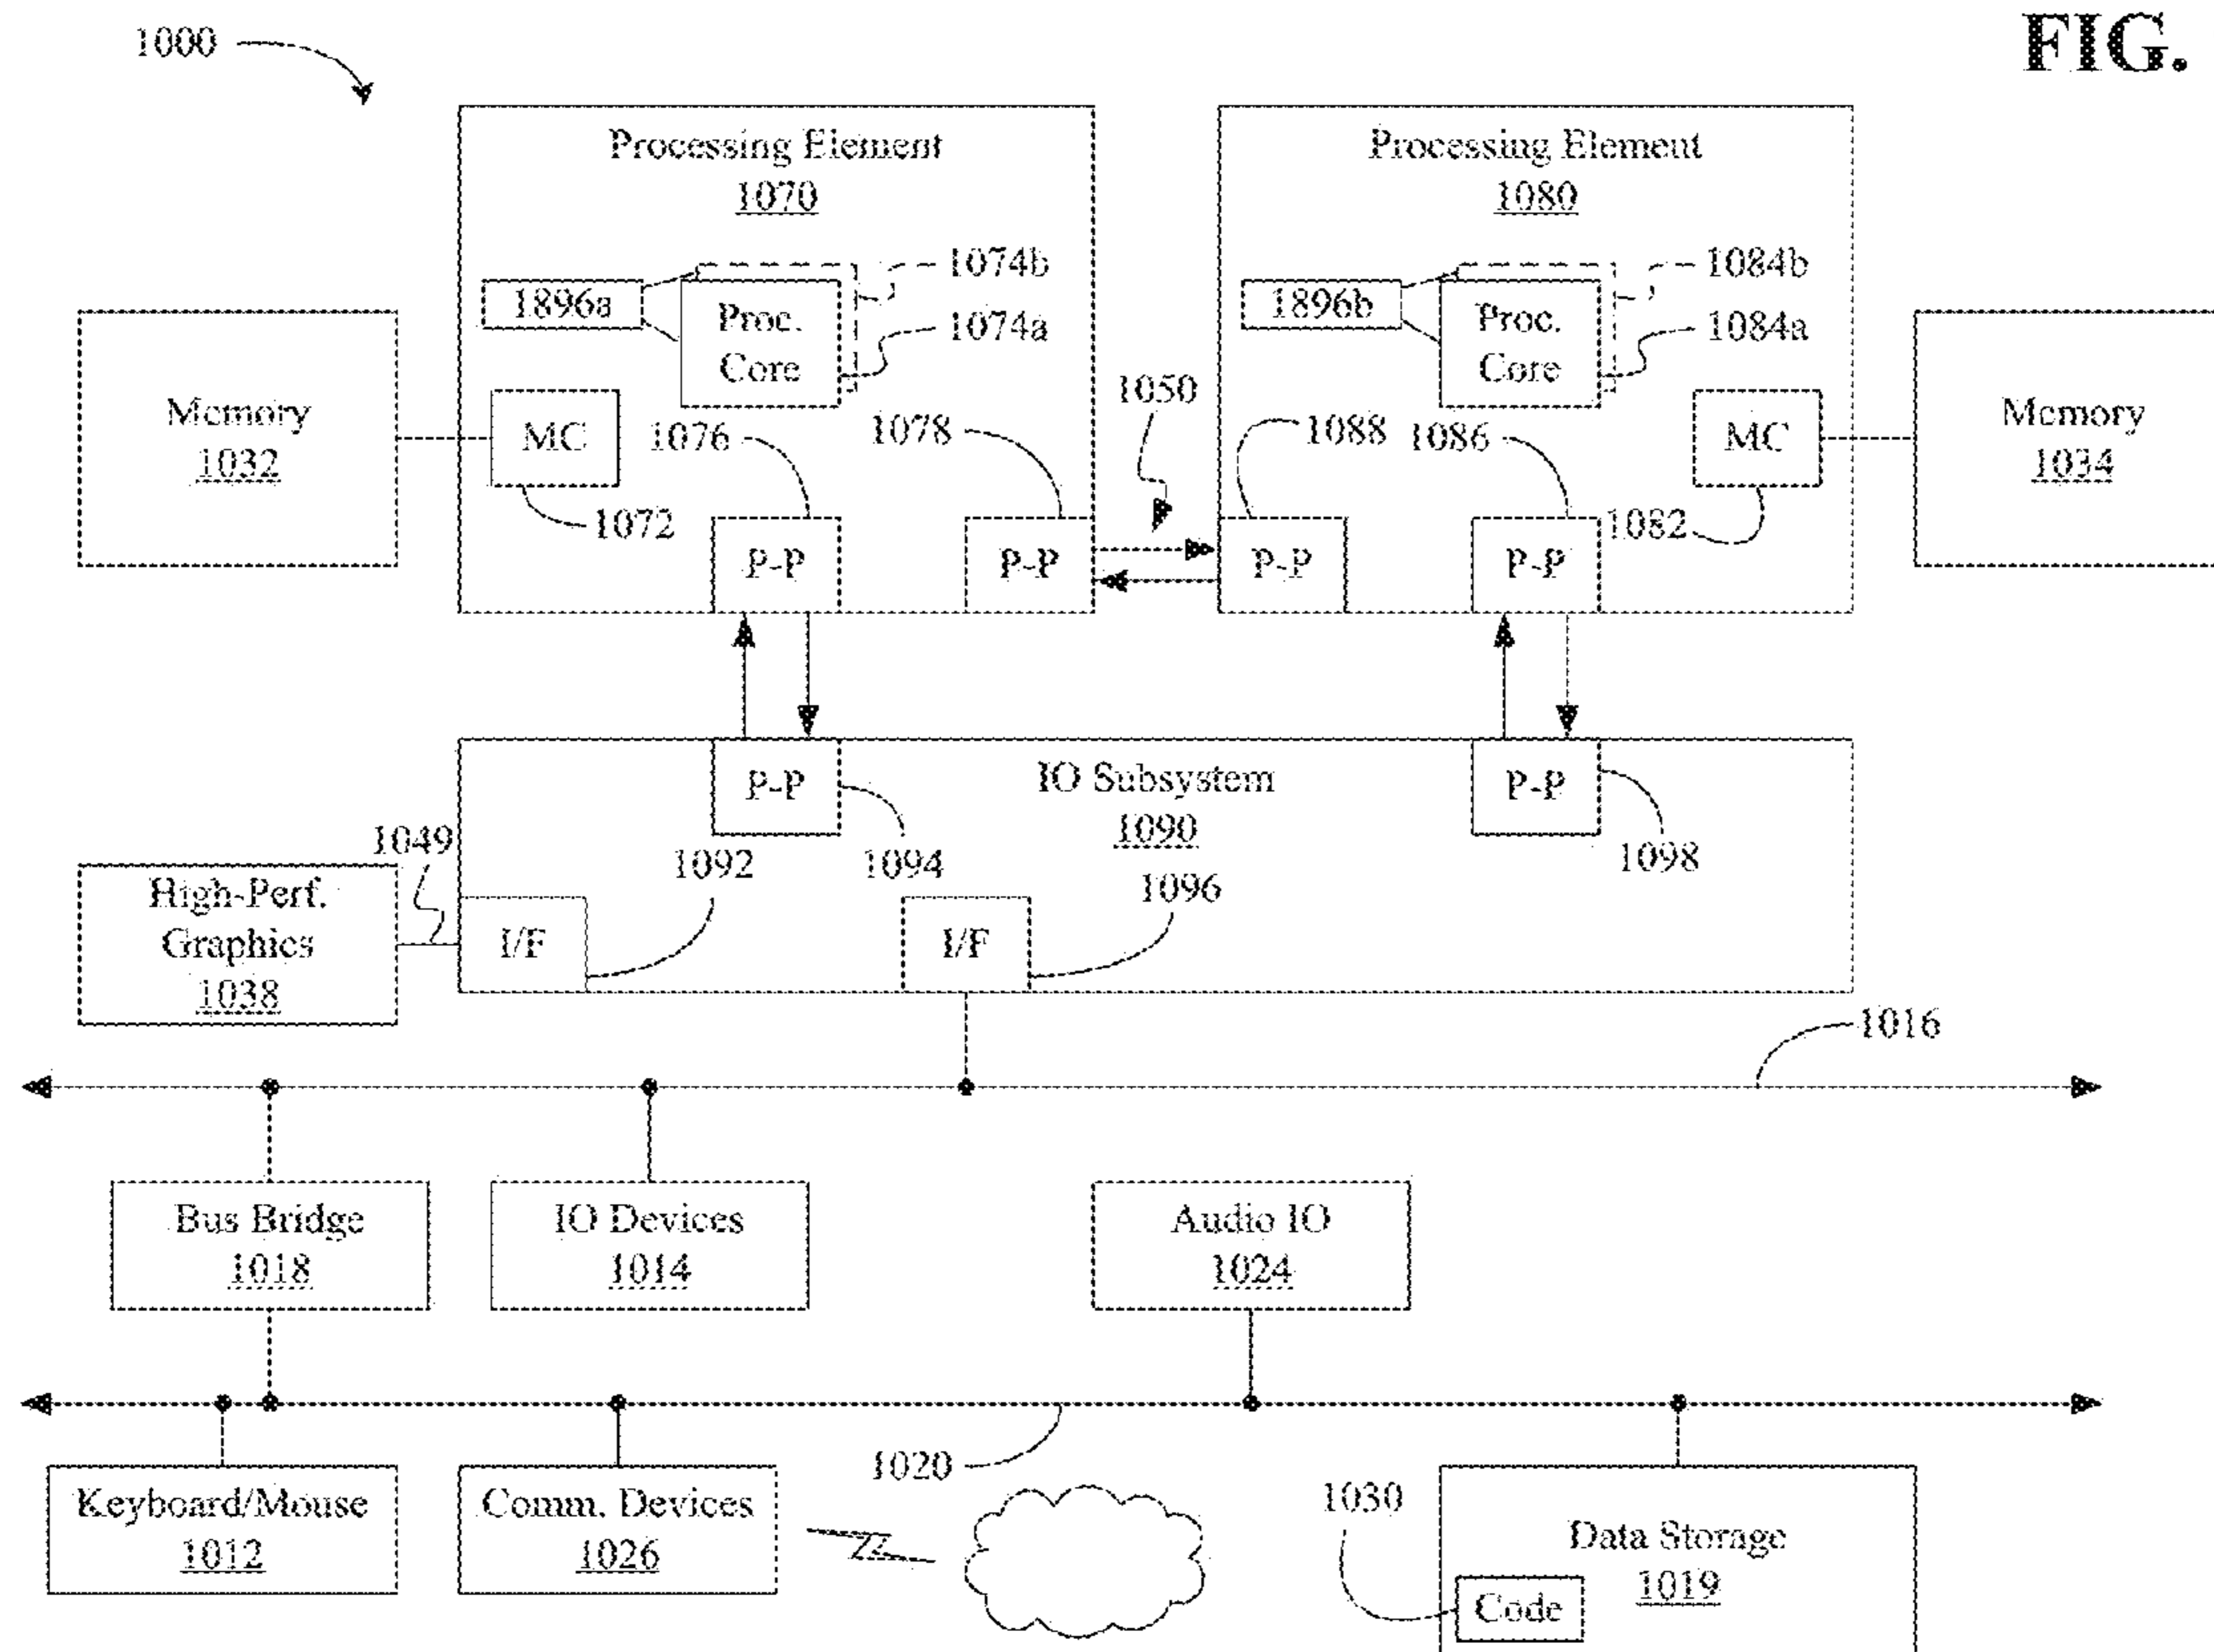 FIG.
1000
Processing Element
1070
Processing Element
1080
1896a
Proc.
Core
1074b
1074a
1896b
Proc.
Core
1084b
1084a
Memory
1032
MC
1072
1076
1078
1050
1088
1086
MC
1082
Memory
1034
P-P
P-P
P-P
P-P
P-P
1094
IO Subsystem
1090
P-P
1098
1049
1092
1096
High-Perf.
Graphics
1038
I/F
I/F
1016
Bus Bridge
1018
IO Devices
1014
Audio IO
1024
1020
Keyboard/Mouse
1012
Comm. Devices
1026
1030
Data Storage
1019
Code